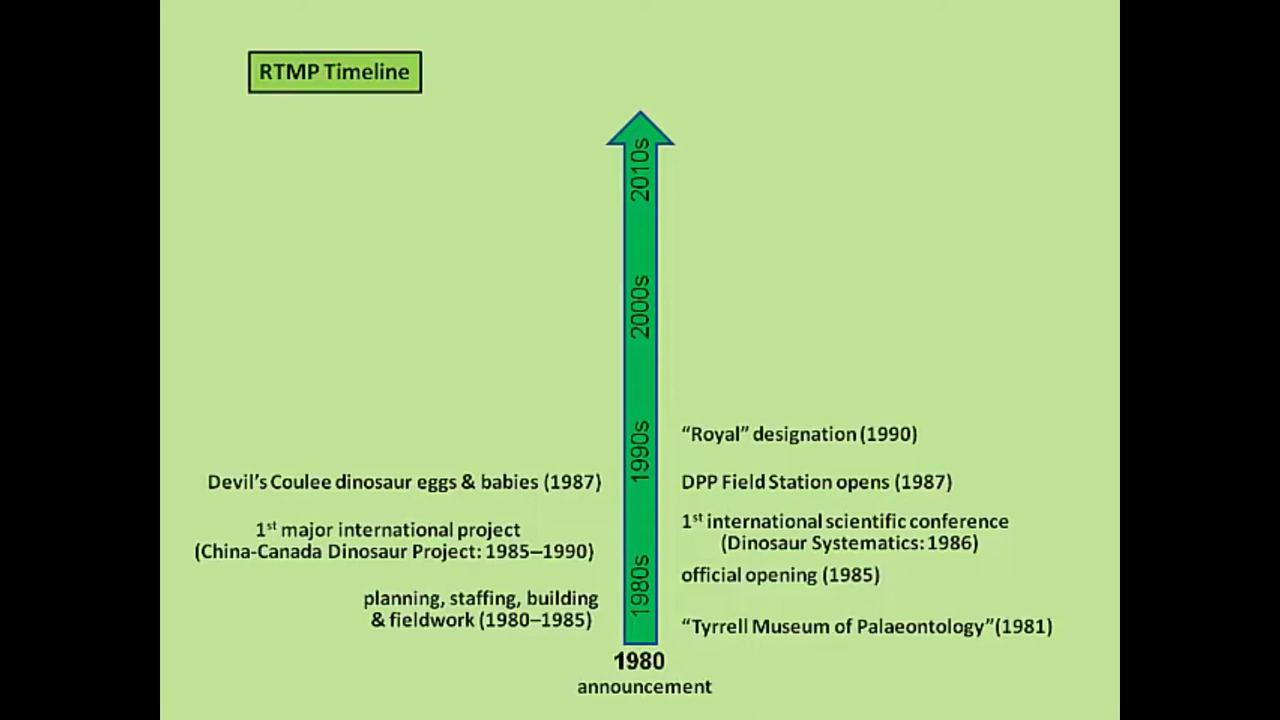 RTMP Timeline
2010s
2000s
1990s
1980s
"Royal" designation (1990)
Devil's Coulee dinosaur eggs & babies (1987)
DPP Field Station opens (1987)
1st major international project
(China-Canada Dinosaur Project: 1985–1990)
1st international scientific conference
(Dinosaur Systematics: 1986)
official opening (1985)
planning, staffing, building
& fieldwork (1980–1985)
"Tyrrell Museum of Palaeontology"(1981)
1980
announcement